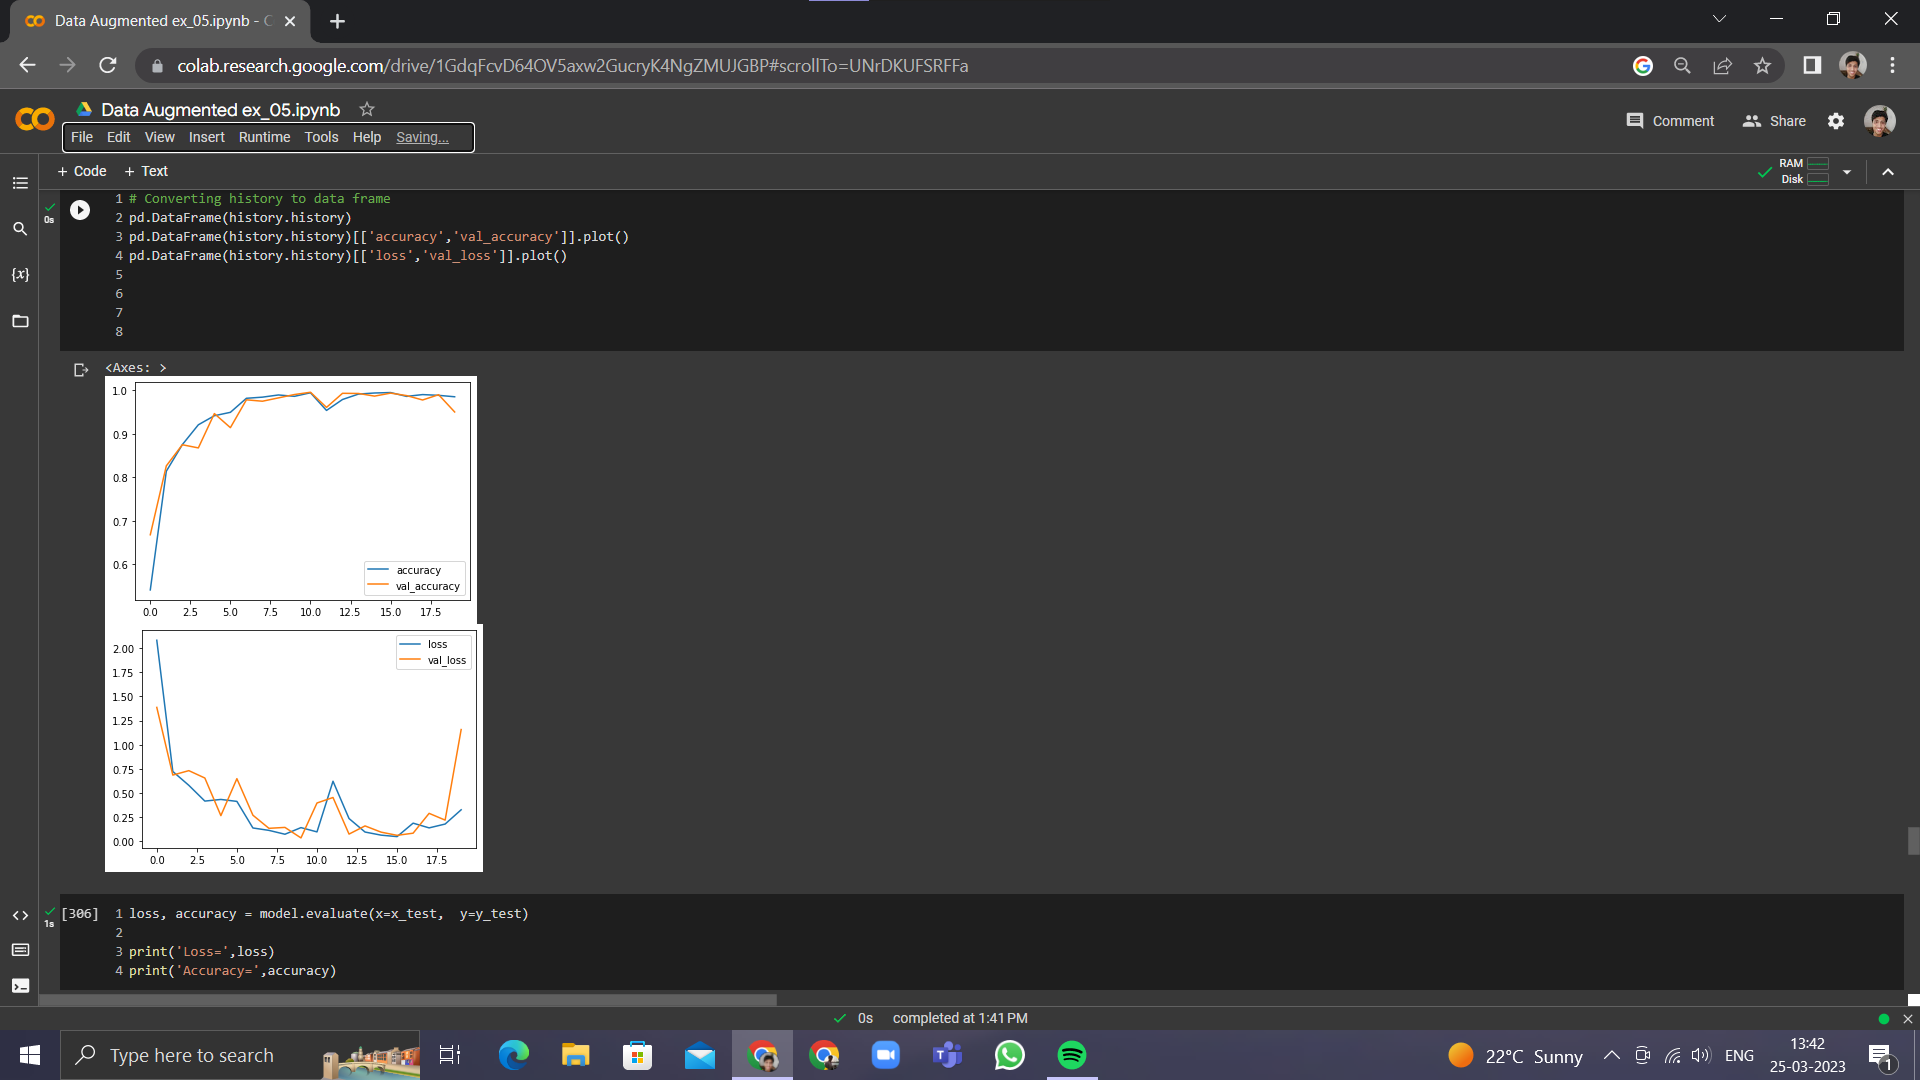 Data Augmented ex_05.ipynb - C
colab.research.google.com/drive/1GdqFcvD64OV5axw2GucryK4NgZMUJGBP#scrollTo=UNrDKUFSRFFa
Data Augmented ex_05.ipynb
File Edit View Insert Runtime Tools Help Saving...
Comment Share
+ Code + Text
RAM
Disk
0s
1 # Converting history to data frame
2 pd.DataFrame(history.history)
3 pd.DataFrame(history.history)[['accuracy','val_accuracy']].plot()
4 pd.DataFrame(history.history)[['loss','val_loss']].plot()
5
6
7
8
{x}
<Axes: >
1.0
0.9
0.8
0.7
0.6
accuracy
val_accuracy
0.0 2.5 5.0 7.5 10.0 12.5 15.0 17.5
loss
val_loss
2.00
1.75
1.50
1.25
1.00
0.75
0.50
0.25
0.00
0.0 2.5 5.0 7.5 10.0 12.5 15.0 17.5
1s
[306] 1 loss, accuracy = model.evaluate(x=x_test, y=y_test)
2
3 print('Loss=',loss)
4 print('Accuracy=',accuracy)
0s completed at 1:41 PM
Type here to search
22°C Sunny
ENG
13:42
25-03-2023
1